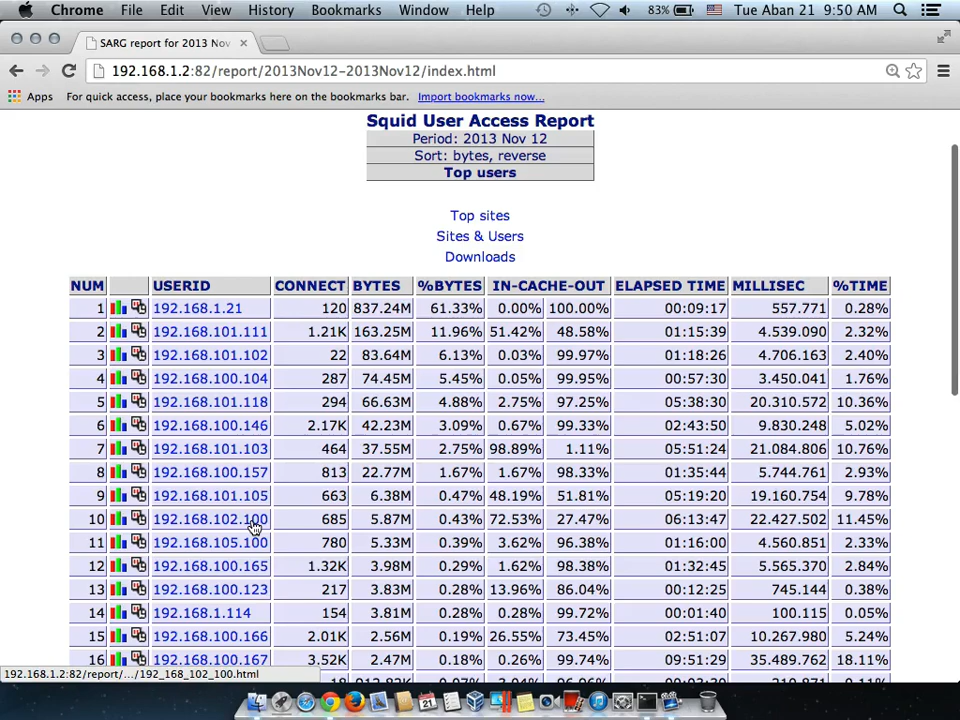 Chrome File Edit View History Bookmarks Window Help 83% Tue Aban 21 9:50 AM
SARG report for 2013 Nov
192.168.1.2:82/report/2013Nov12-2013Nov12/index.html
Apps For quick access, place your bookmarks here on the bookmarks bar. Import bookmarks now...
Squid User Access Report
Period: 2013 Nov 12
Sort: bytes, reverse
Top users
Top sites
Sites & Users
Downloads
NUM USERID CONNECT BYTES %BYTES IN-CACHE-OUT ELAPSED TIME MILLISEC %TIME
1 192.168.1.21 120 837.24M 61.33% 0.00% 100.00% 00:09:17 557.771 0.28%
2 192.168.101.111 1.21K 163.25M 11.96% 51.42% 48.58% 01:15:39 4.539.090 2.32%
3 192.168.101.102 22 83.64M 6.13% 0.03% 99.97% 01:18:26 4.706.163 2.40%
4 192.168.100.104 287 74.45M 5.45% 0.05% 99.95% 00:57:30 3.450.041 1.76%
5 192.168.101.118 294 66.63M 4.88% 2.75% 97.25% 05:38:30 20.310.572 10.36%
6 192.168.100.146 2.17K 42.23M 3.09% 0.67% 99.33% 02:43:50 9.830.248 5.02%
7 192.168.101.103 464 37.55M 2.75% 98.89% 1.11% 05:51:24 21.084.806 10.76%
8 192.168.100.157 813 22.77M 1.67% 1.67% 98.33% 01:35:44 5.744.761 2.93%
9 192.168.101.105 663 6.38M 0.47% 48.19% 51.81% 05:19:20 19.160.754 9.78%
10 192.168.102.100 685 5.87M 0.43% 72.53% 27.47% 06:13:47 22.427.502 11.45%
11 192.168.105.100 780 5.33M 0.39% 3.62% 96.38% 01:16:00 4.560.851 2.33%
12 192.168.100.165 1.32K 3.98M 0.29% 1.62% 98.38% 01:32:45 5.565.370 2.84%
13 192.168.100.123 217 3.83M 0.28% 13.96% 86.04% 00:12:25 745.144 0.38%
14 192.168.1.114 154 3.81M 0.28% 0.28% 99.72% 00:01:40 100.115 0.05%
15 192.168.100.166 2.01K 2.56M 0.19% 26.55% 73.45% 02:51:07 10.267.980 5.24%
16 192.168.100.167 3.52K 2.47M 0.18% 0.26% 99.74% 09:51:29 35.489.762 18.11%
192.168.1.2:82/report/.../192_168_102_100.html